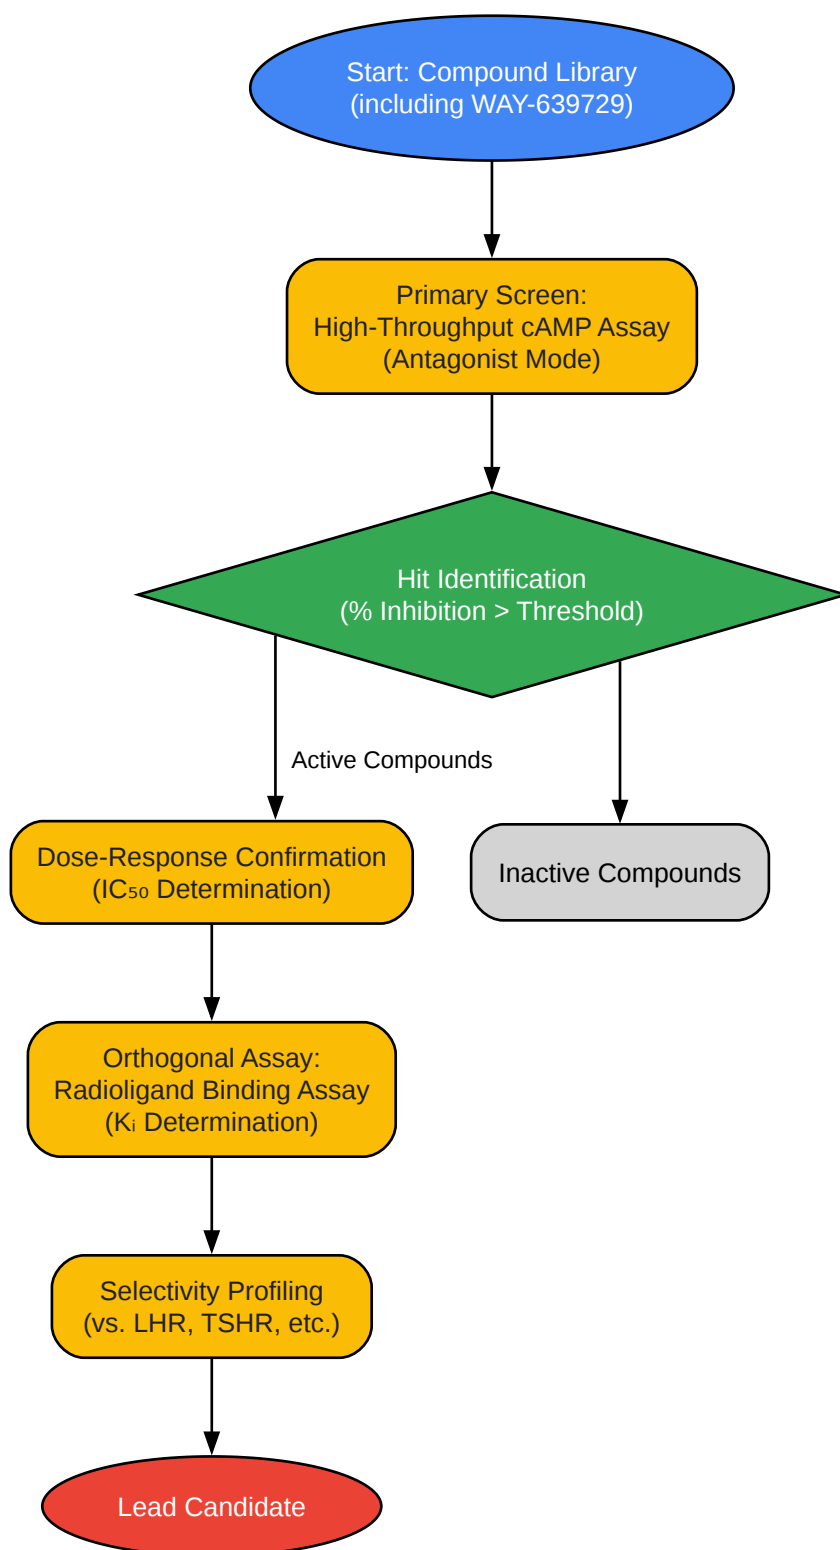 Start: Compound Library
(including WAY-639729)
Primary Screen:
High-Throughput cAMP Assay
(Antagonist Mode)
Hit Identification
(% Inhibition > Threshold)
Active Compounds
Dose-Response Confirmation
(IC₅₀ Determination)
Inactive Compounds
Orthogonal Assay:
Radioligand Binding Assay
(Kᵢ Determination)
Selectivity Profiling
(vs. LHR, TSHR, etc.)
Lead Candidate